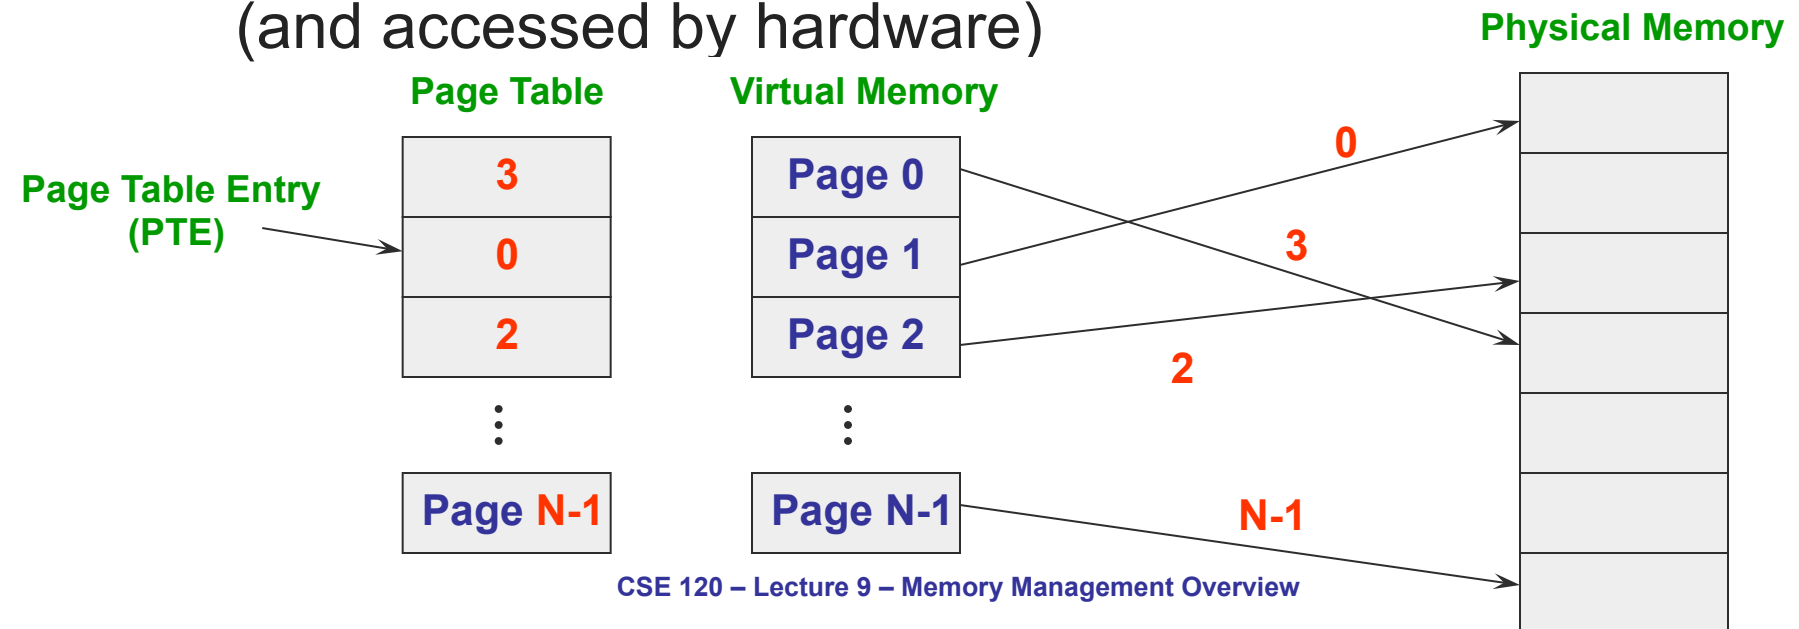 (and accessed by hardware)
Physical Memory
Page Table
Virtual Memory
Page Table Entry
(PTE)
3
0
2
Page N-1
Page 0
Page 1
Page 2
Page N-1
0
3
2
N-1
CSE 120 – Lecture 9 – Memory Management Overview